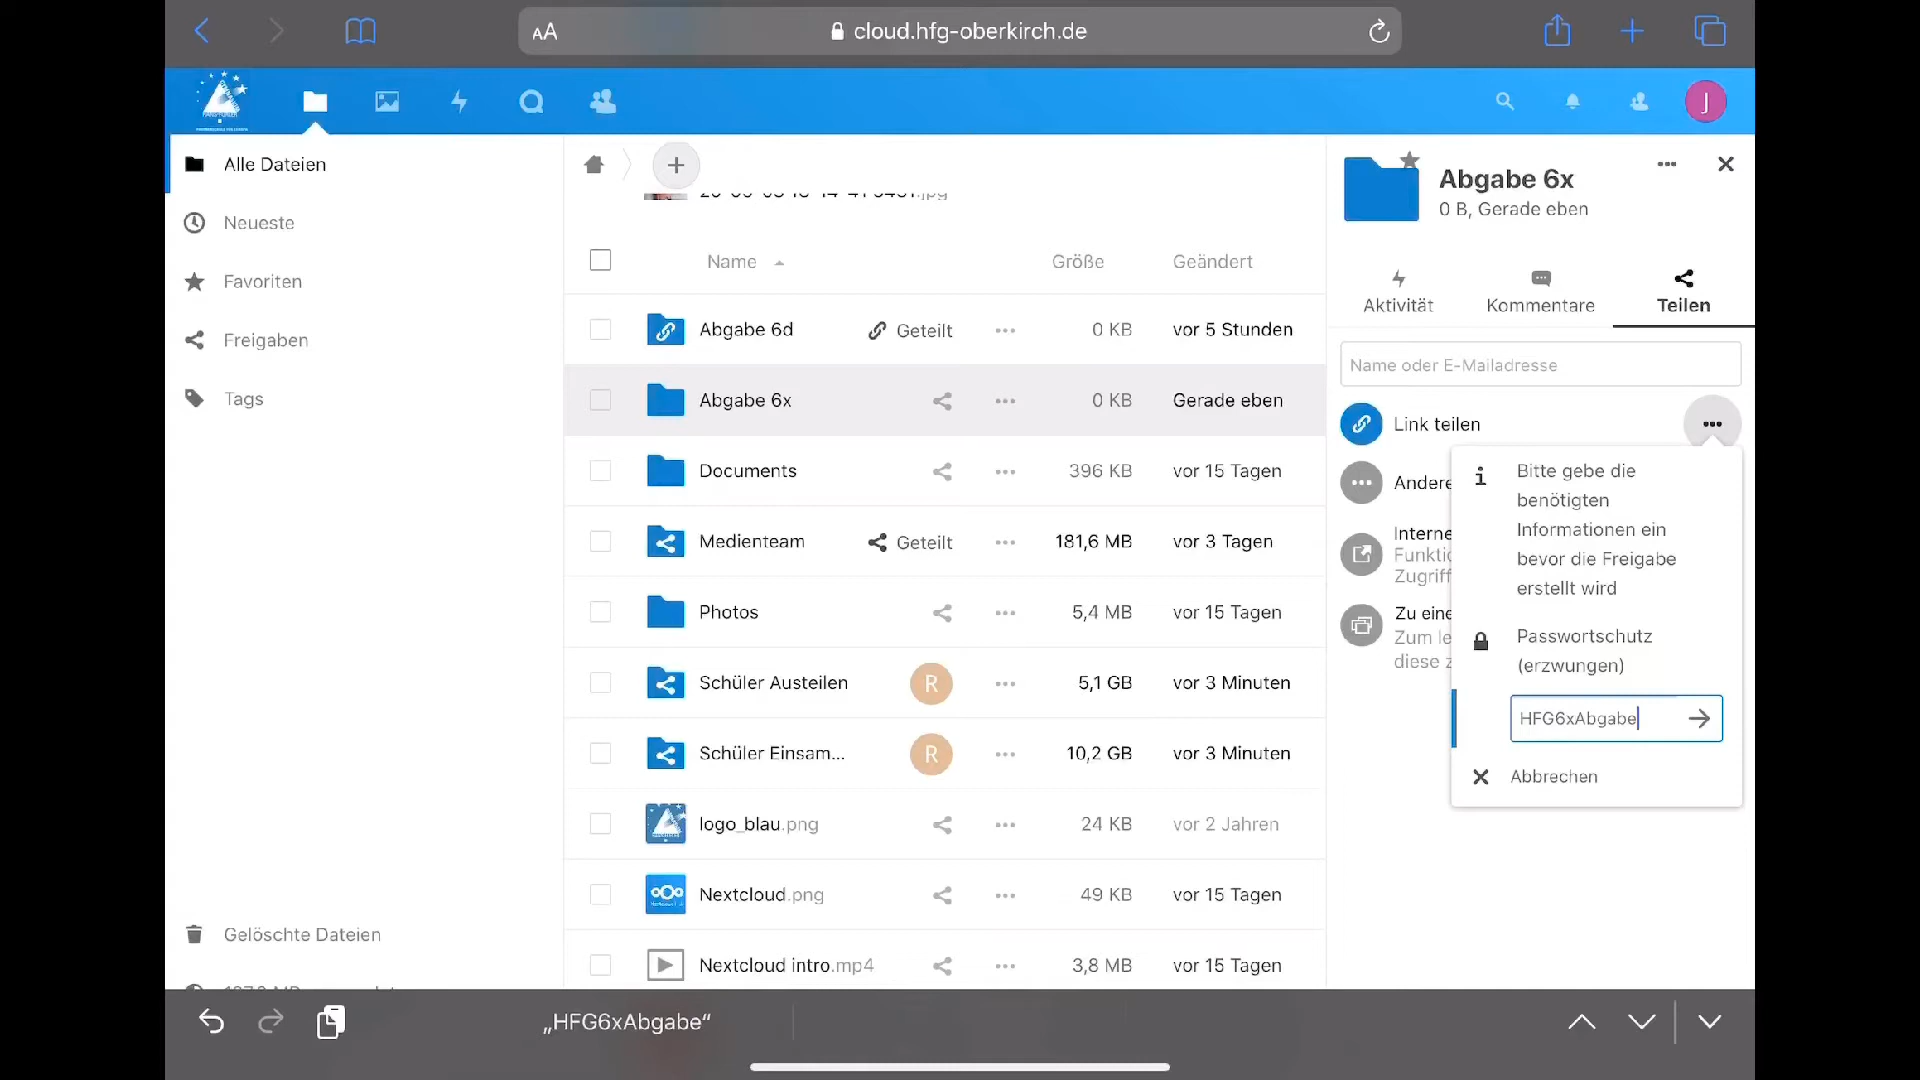 AA
cloud.hfg-oberkirch.de
J
Alle Dateien
Neueste
Favoriten
Freigaben
Tags
Gelöschte Dateien
Name
Größe
Geändert
Abgabe 6d
Geteilt
0 KB
vor 5 Stunden
Abgabe 6x
0 KB
Gerade eben
Documents
396 KB
vor 15 Tagen
Medienteam
Geteilt
181,6 MB
vor 3 Tagen
Photos
5,4 MB
vor 15 Tagen
Schüler Austeilen
R
5,1 GB
vor 3 Minuten
Schüler Einsam...
R
10,2 GB
vor 3 Minuten
logo_blau.png
24 KB
vor 2 Jahren
Nextcloud.png
49 KB
vor 15 Tagen
Nextcloud intro.mp4
3,8 MB
vor 15 Tagen
Abgabe 6x
0 B, Gerade eben
Aktivität
Kommentare
Teilen
Name oder E-Mailadresse
Link teilen
Andere
Interne
Funktio
Zugriff
Zu eine
Zum le
diese z
Bitte gebe die
benötigten
Informationen ein
bevor die Freigabe
erstellt wird
Passwortschutz
(erzwungen)
HFG6xAbgabe
Abbrechen
„HFG6xAbgabe“